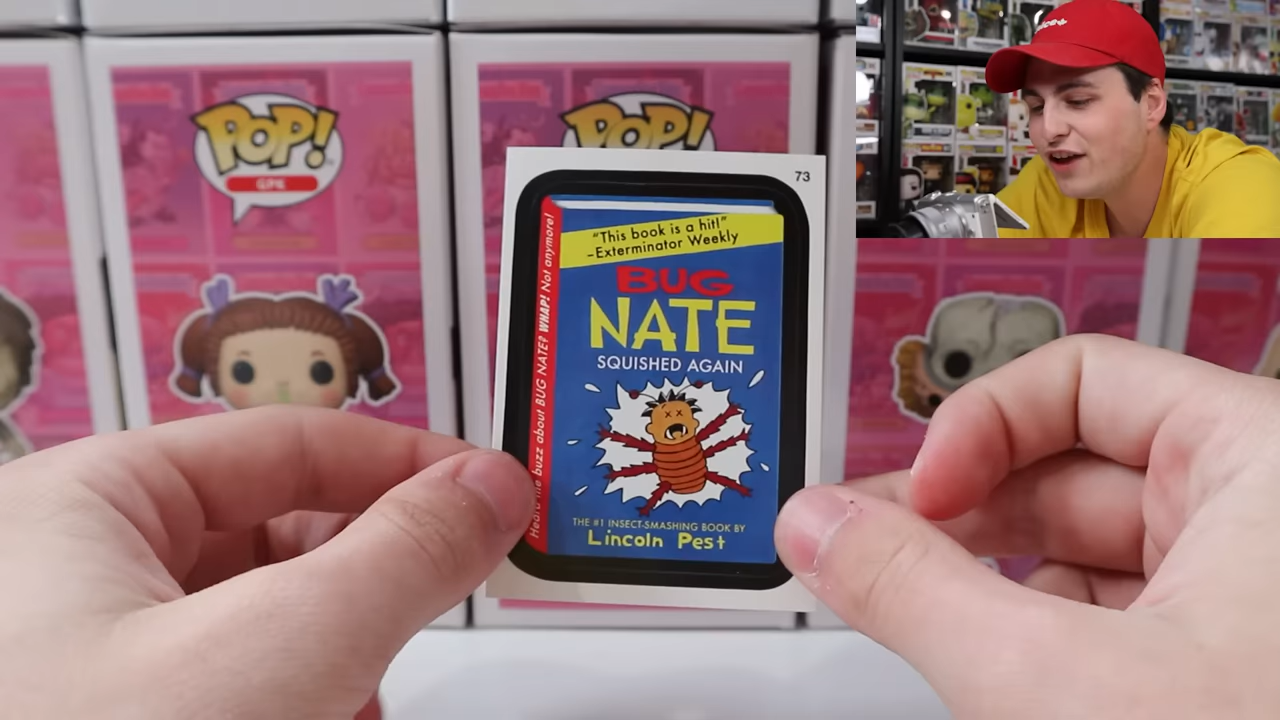 POP!
GPK
POP!
73
"This book is a hit!"
-Exterminator Weekly
BUG
NATE
SQUISHED AGAIN
Heard the buzz about BUG NATE? WHAP! Not anymore!
THE #1 INSECT-SMASHING BOOK BY
Lincoln Pest